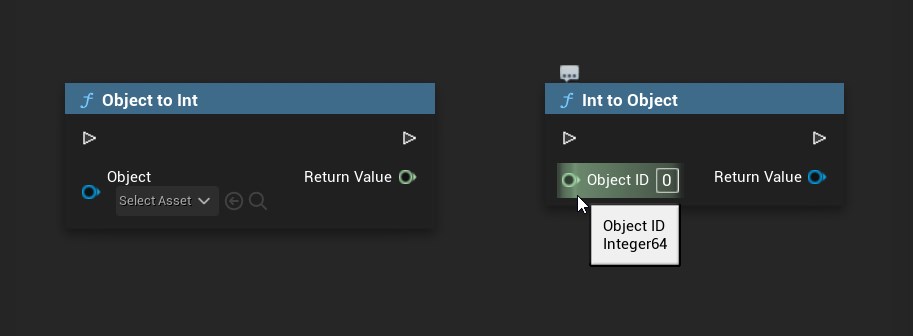 Object to Int
Object
Select Asset
Return Value
Int to Object
Object ID 0
Return Value
Object ID
Integer64